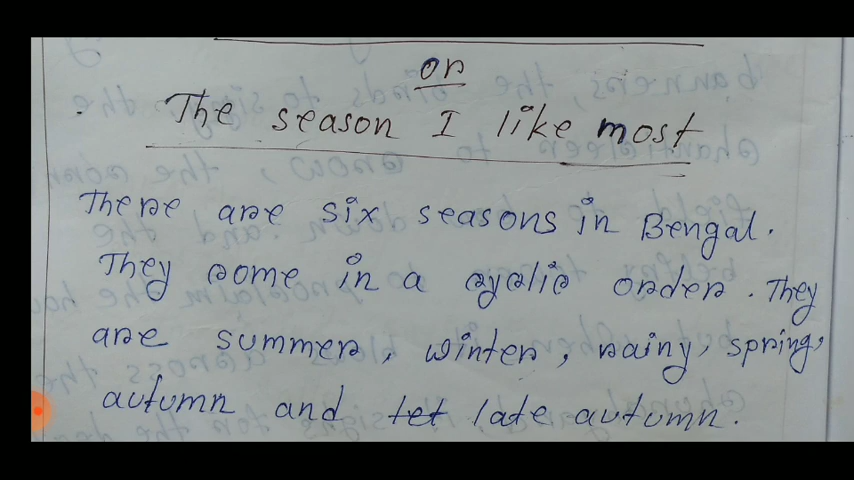 or
The season I like most
There are six seasons in Bengal.
They come in a cyclic order. They
are summer, winter, rainy, spring,
autumn and tet late autumn.